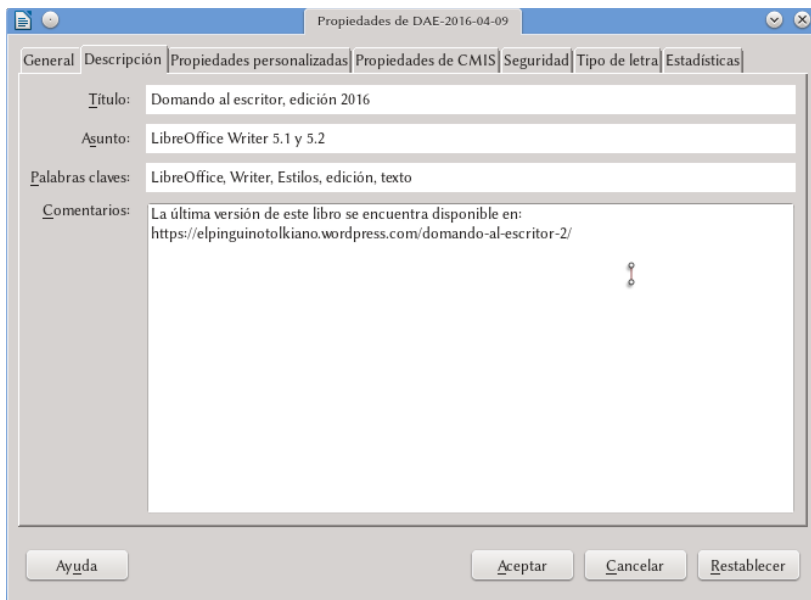 Propiedades de DAE-2016-04-09
General Descripción Propiedades personalizadas Propiedades de CMIS Seguridad Tipo de letra Estadísticas
Título: Domando al escritor, edición 2016
Asunto: LibreOffice Writer 5.1 y 5.2
Palabras claves: LibreOffice, Writer, Estilos, edición, texto
Comentarios: La última versión de este libro se encuentra disponible en:
https://elpinguinotolkiano.wordpress.com/domando-al-escritor-2/
Ayuda Aceptar Cancelar Restablecer